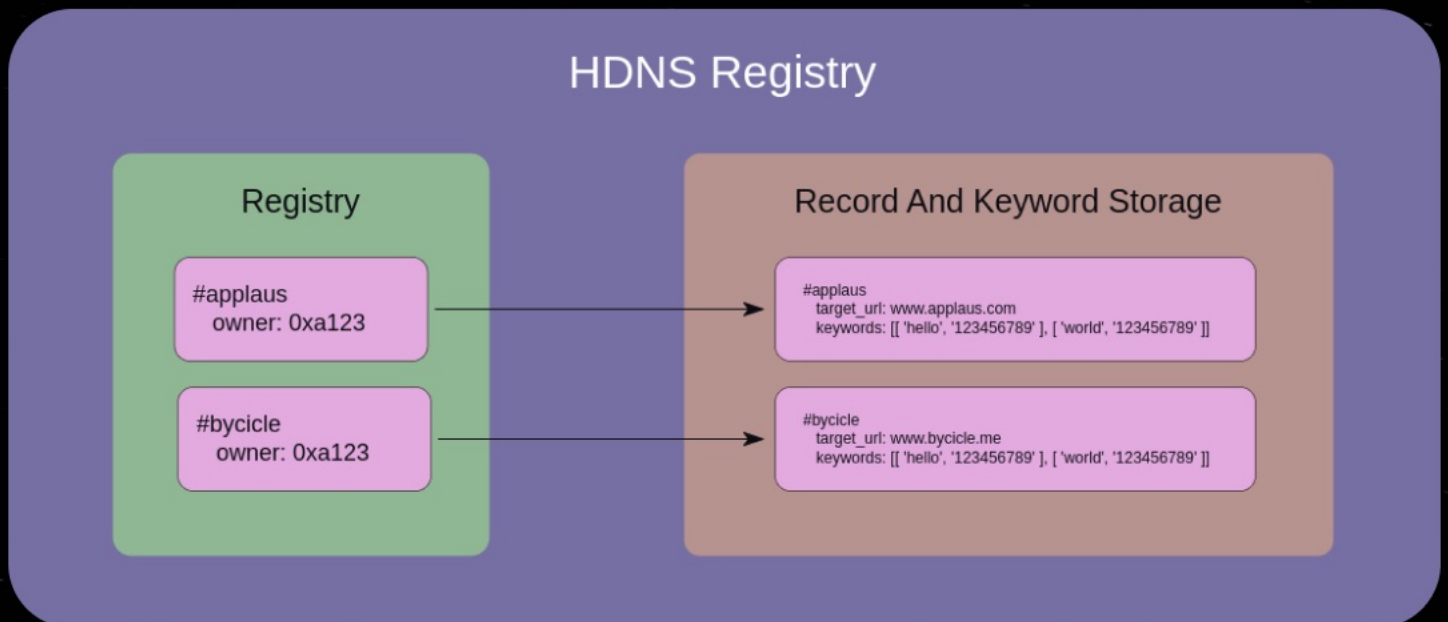 HDNS Registry
Registry
#applaus
owner: 0xa123
#bycicle
owner: 0xa123
Record And Keyword Storage
#applaus
target_url: www.applaus.com
keywords: [[ 'hello', '123456789' ], [ 'world', '123456789' ]]
#bycicle
target_url: www.bycicle.me
keywords: [[ 'hello', '123456789' ], [ 'world', '123456789' ]]